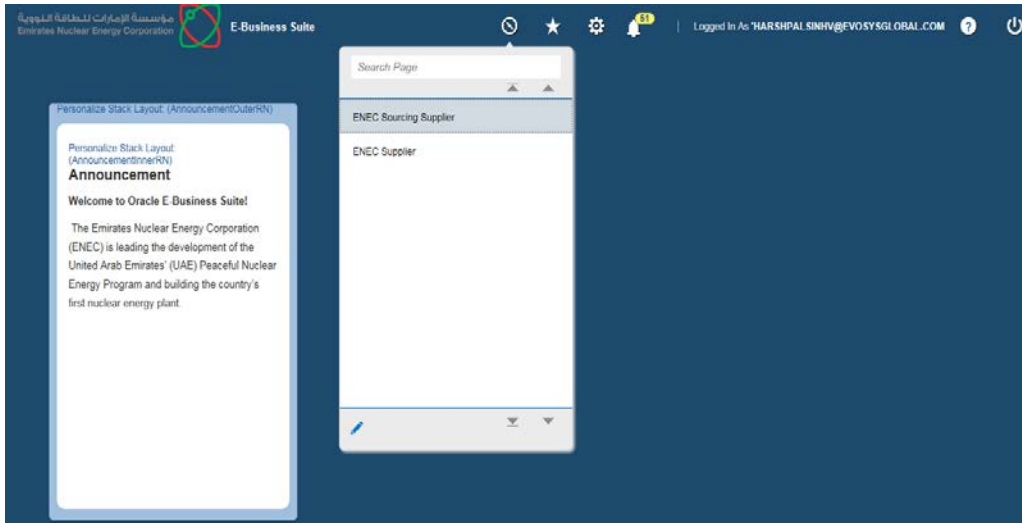 مؤسسة الإمارات للطاقة النووية
Emirates Nuclear Energy Corporation
E-Business Suite
61
Logged In As 'HARSHPALSINHV@EVOSYSGLOBAL.COM
?
Search Page
ENEC Sourcing Supplier
ENEC Supplier
Personalize Stack Layout: (AnnouncementOuterRN)
Personalize Stack Layout:
(AnnouncementInnerRN)
Announcement
Welcome to Oracle E-Business Suite!
The Emirates Nuclear Energy Corporation
(ENEC) is leading the development of the
United Arab Emirates' (UAE) Peaceful Nuclear
Energy Program and building the country's
first nuclear energy plant.